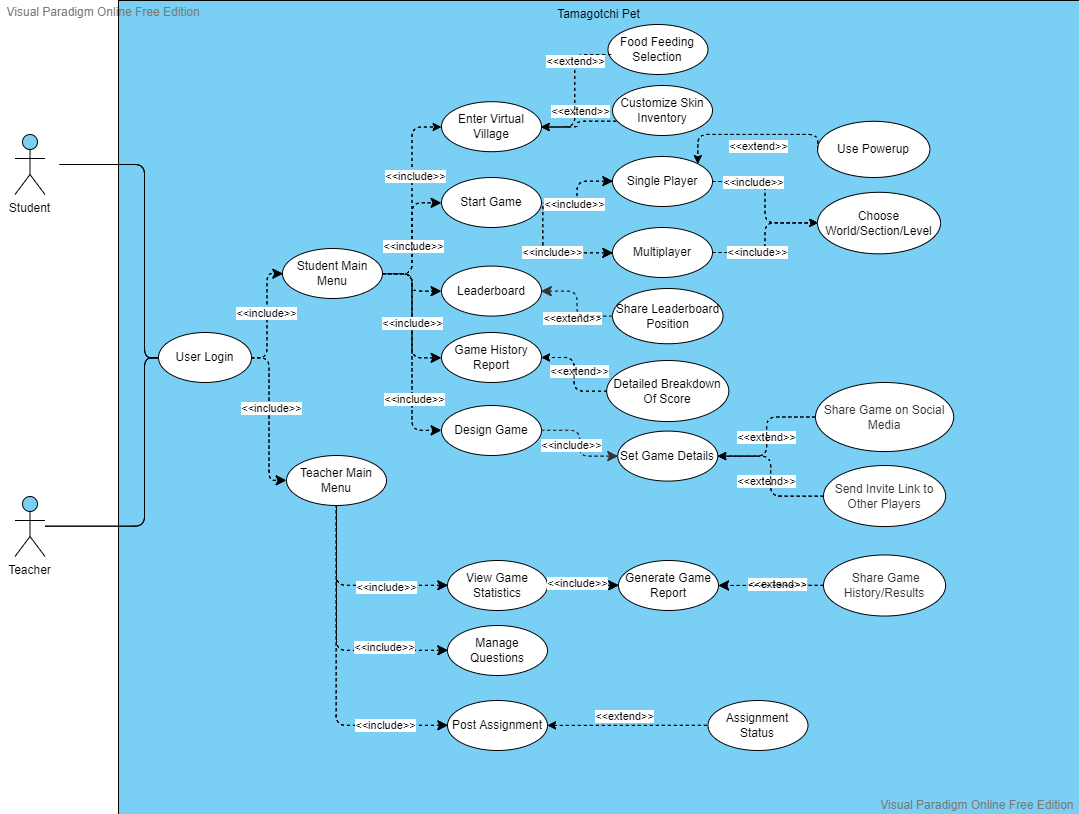 Visual Paradigm Online Free Edition
Tamagotchi Pet
Food Feeding
Selection
<<extend>>
Customize Skin
Inventory
<<extend>>
Enter Virtual
Village
Use Powerup
<<extend>>
Student
<<include>>
Single Player
<<include>>
Start Game
<<include>>
Choose
World/Section/Level
<<include>>
<<include>>
Multiplayer
<<include>>
Student Main
Menu
Leaderboard
Share Leaderboard
Position
<<extend>>
<<include>>
<<include>>
User Login
Game History
Report
<<extend>>
Detailed Breakdown
Of Score
<<include>>
<<include>>
Share Game on Social
Media
Design Game
<<include>>
<<extend>>
Set Game Details
Teacher Main
Menu
<<extend>>
Send Invite Link to
Other Players
Teacher
<<include>>
View Game
Statistics
<<include>>
Generate Game
Report
<<extend>>
Share Game
History/Results
<<include>>
Manage
Questions
<<include>>
Post Assignment
<<extend>>
Assignment
Status
Visual Paradigm Online Free Edition